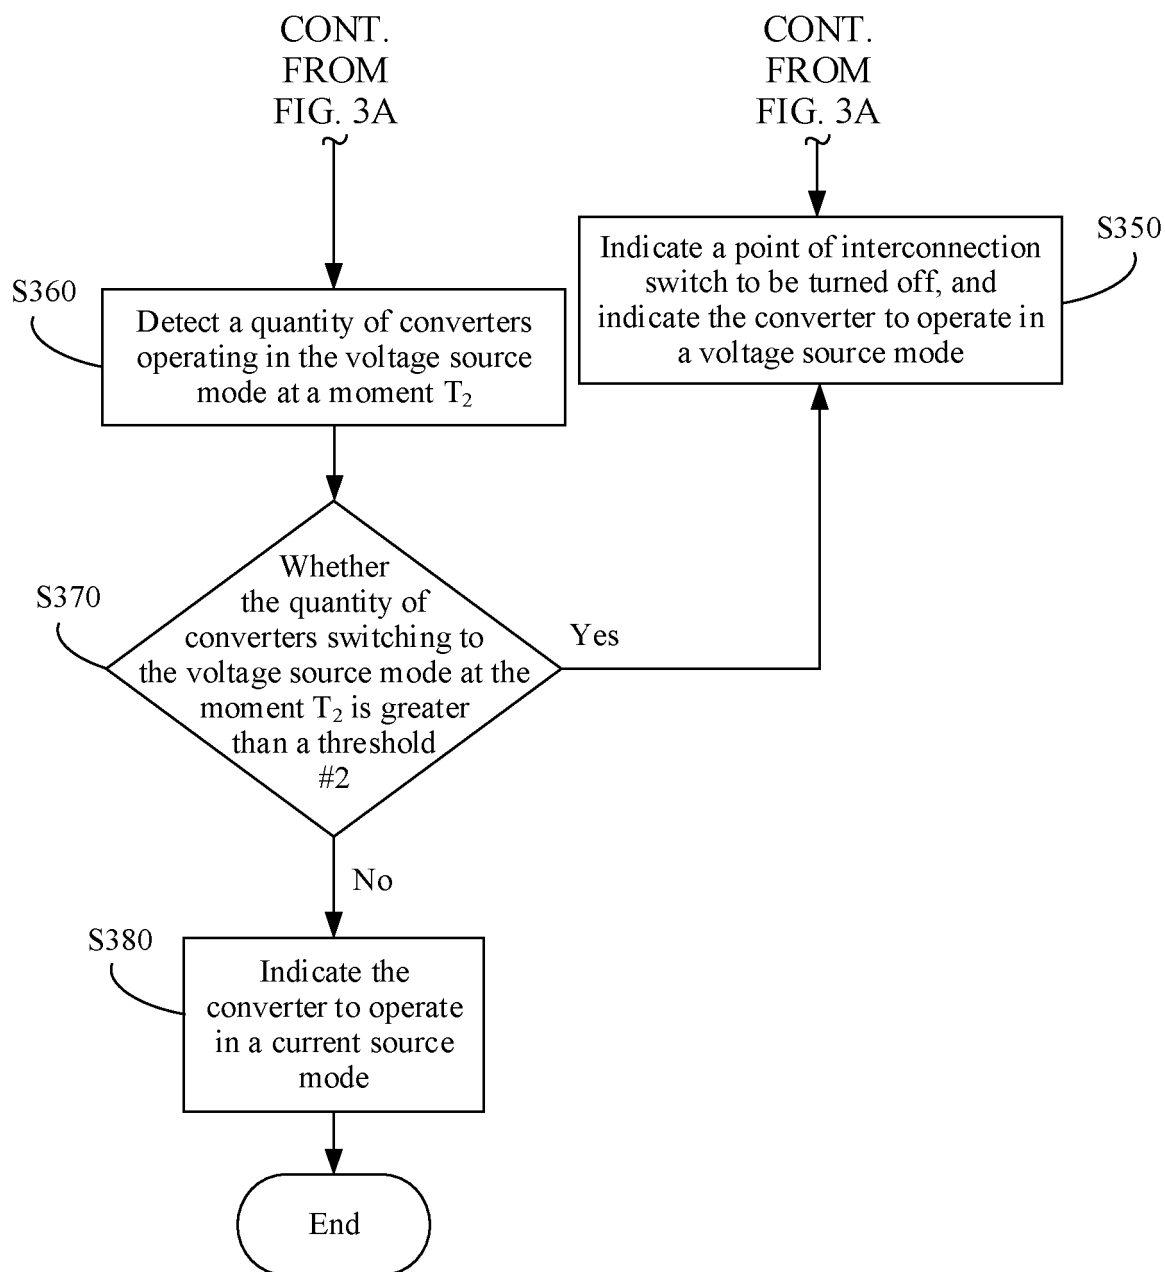 CONT.
FROM
FIG. 3A
CONT.
FROM
FIG. 3A
S350
Indicate a point of interconnection
switch to be turned off, and
indicate the converter to operate in
a voltage source mode
S360
Detect a quantity of converters
operating in the voltage source
mode at a moment T₂
S370
Whether
the quantity of
converters switching to
the voltage source mode at the
moment T₂ is greater
than a threshold
#2
Yes
No
S380
Indicate the
converter to operate
in a current source
mode
End